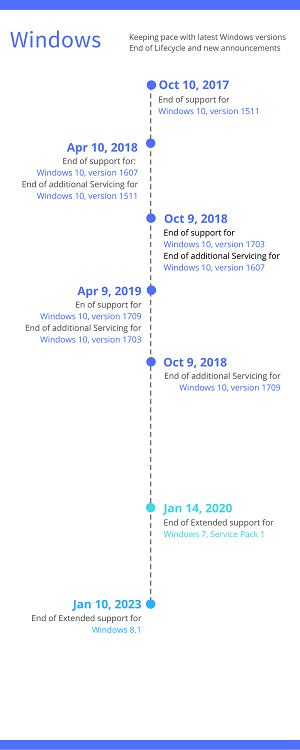 Windows
Keeping pace with latest Windows versions
End of Lifecycle and new announcements
Oct 10, 2017
End of support for
Windows 10, version 1511
Apr 10, 2018
End of support for:
Windows 10, version 1607
End of additional Servicing for
Windows 10, version 1511
Oct 9, 2018
End of support for
Windows 10, version 1703
End of additional Servicing for
Windows 10, version 1607
Apr 9, 2019
En of support for
Windows 10, version 1709
End of additional Servicing for
Windows 10, version 1703
Oct 9, 2018
End of additional Servicing for
Windows 10, version 1709
Jan 14, 2020
End of Extended support for
Windows 7, Service Pack 1
Jan 10, 2023
End of Extended support for
Windows 8.1